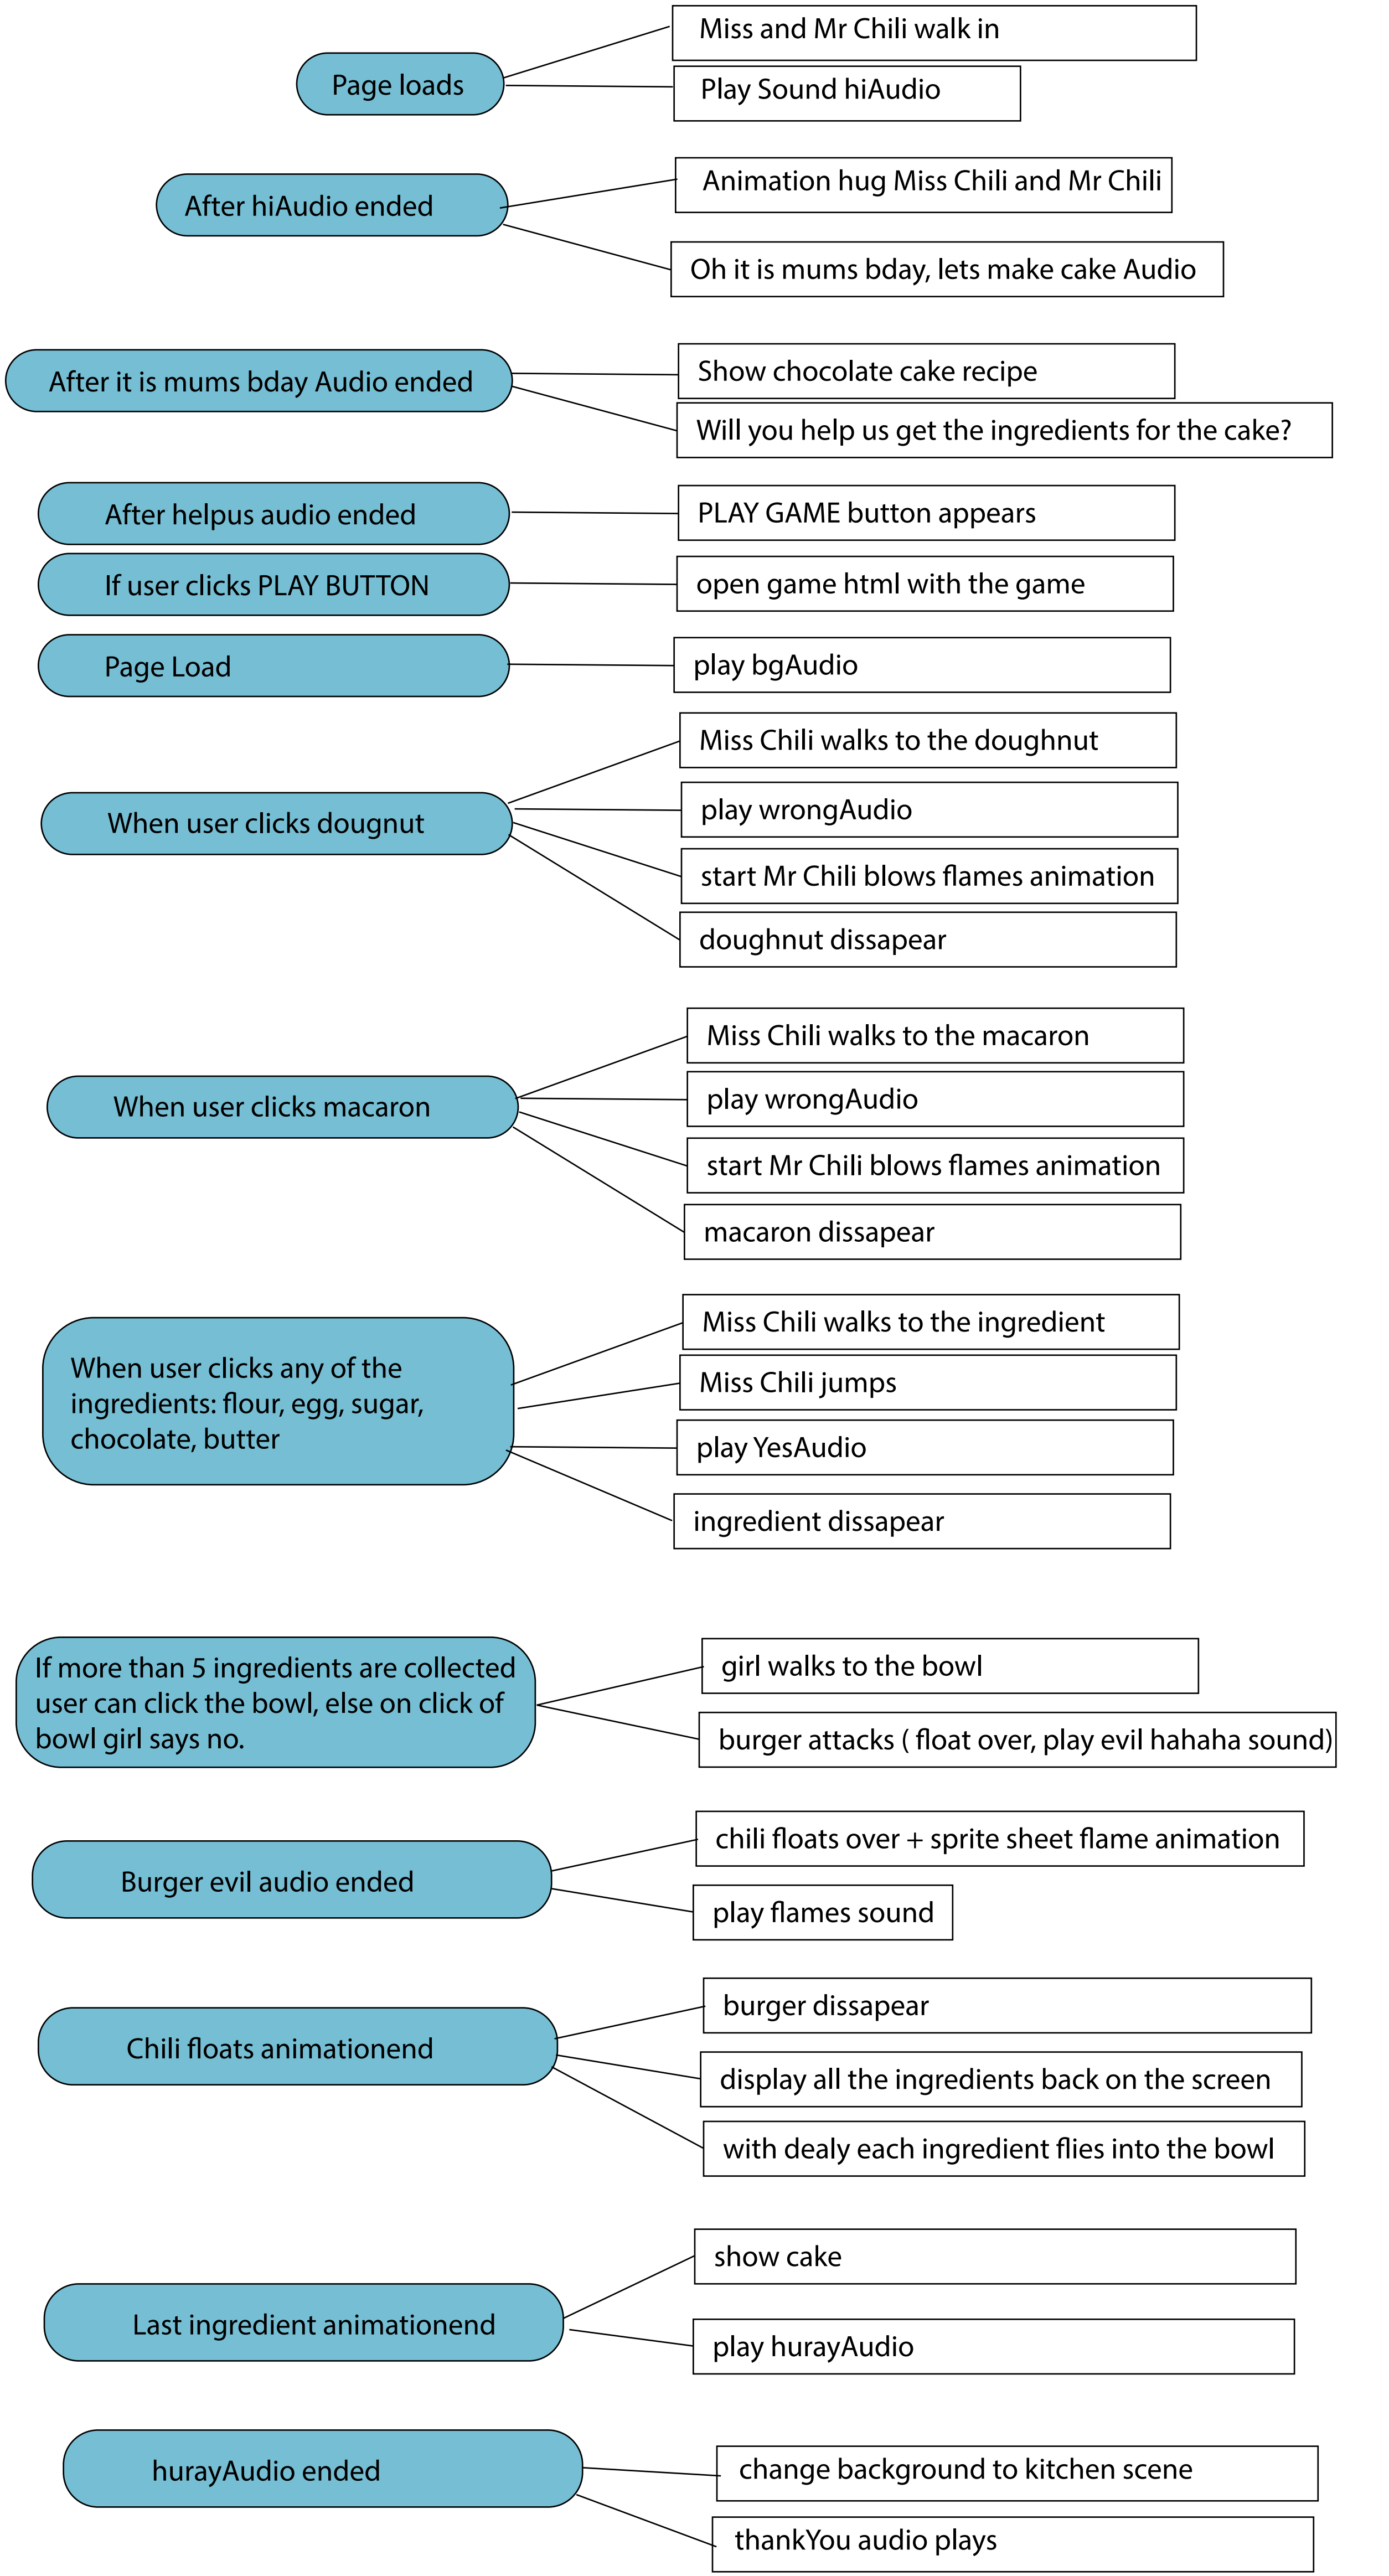 Page loads
Miss and Mr Chili walk in
Play Sound hiAudio
After hiAudio ended
Animation hug Miss Chili and Mr Chili
Oh it is mums bday, lets make cake Audio
After it is mums bday Audio ended
Show chocolate cake recipe
Will you help us get the ingredients for the cake?
After helpus audio ended
PLAY GAME button appears
If user clicks PLAY BUTTON
open game html with the game
Page Load
play bgAudio
When user clicks dougnut
Miss Chili walks to the doughnut
play wrongAudio
start Mr Chili blows flames animation
doughnut dissapear
When user clicks macaron
Miss Chili walks to the macaron
play wrongAudio
start Mr Chili blows flames animation
macaron dissapear
When user clicks any of the
ingredients: flour, egg, sugar,
chocolate, butter
Miss Chili walks to the ingredient
Miss Chili jumps
play YesAudio
ingredient dissapear
If more than 5 ingredients are collected
user can click the bowl, else on click of
bowl girl says no.
girl walks to the bowl
burger attacks ( float over, play evil hahaha sound)
Burger evil audio ended
chili floats over + sprite sheet flame animation
play flames sound
Chili floats animationend
burger dissapear
display all the ingredients back on the screen
with dealy each ingredient flies into the bowl
Last ingredient animationend
show cake
play hurayAudio
hurayAudio ended
change background to kitchen scene
thankYou audio plays